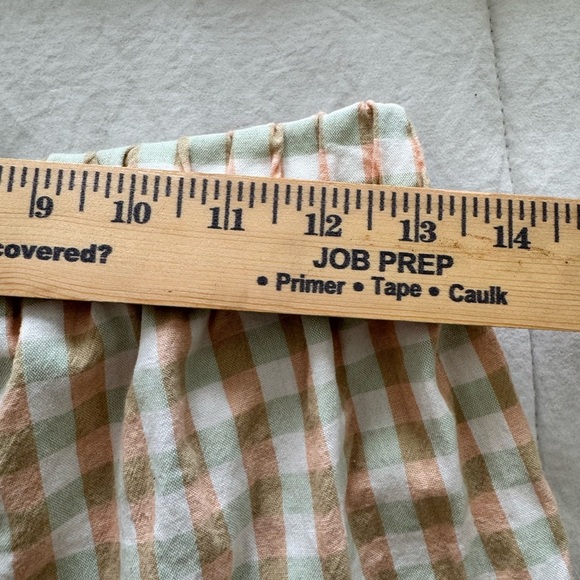 9 10 11 12 13 14
covered?
JOB PREP
• Primer • Tape • Caulk